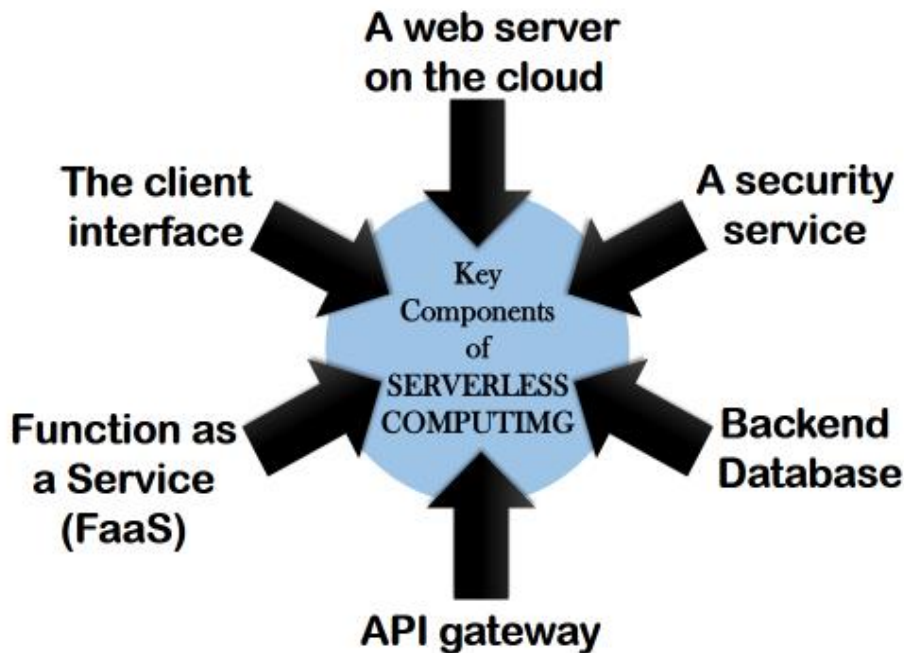 A web server
on the cloud
The client
interface
A security
service
Key
Components
of
SERVERLESS
COMPUTIMG
Function as
a Service
(FaaS)
Backend
Database
API gateway